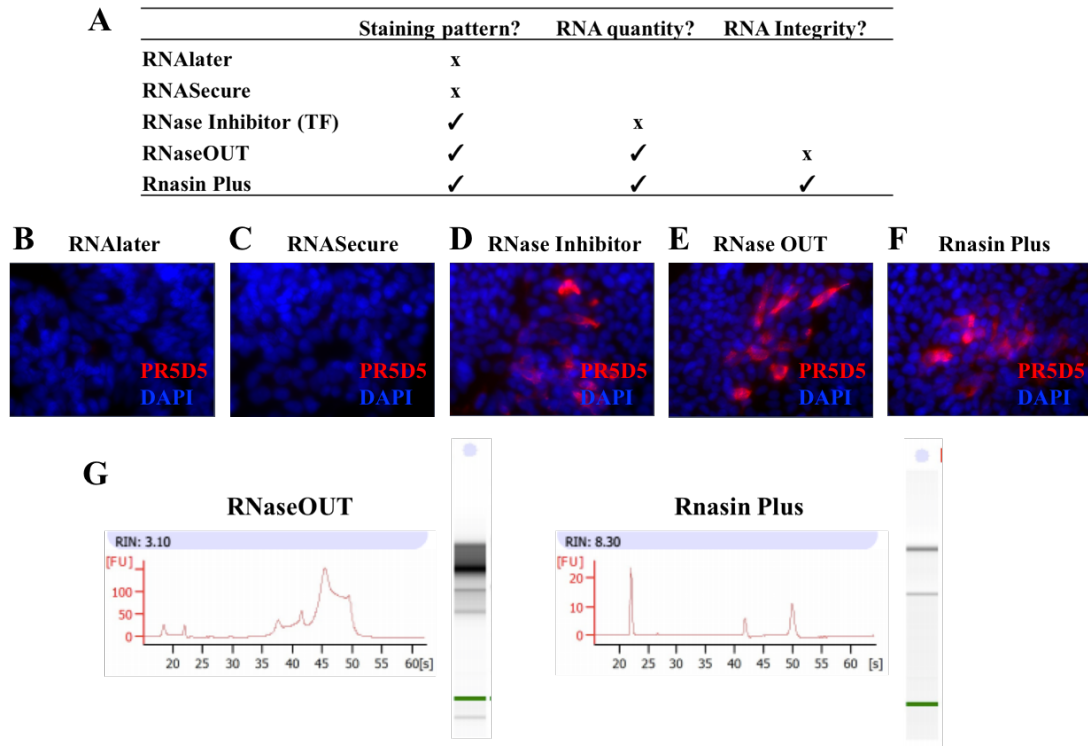 A
Staining pattern? RNA quantity? RNA Integrity?
RNAlater x
RNASecure x
RNase Inhibitor (TF) ✓ x
RNaseOUT ✓ ✓ x
Rnasin Plus ✓ ✓ ✓
B RNAlater C RNASecure D RNase Inhibitor E RNase OUT F Rnasin Plus
PR5D5 PR5D5 PR5D5 PR5D5 PR5D5
DAPI DAPI DAPI DAPI DAPI
G
RNaseOUT
RIN: 3.10
[FU]
100
50
0
20 25 30 35 40 45 50 55 60 [s]
Rnasin Plus
RIN: 8.30
[FU]
20
10
0
20 25 30 35 40 45 50 55 60 [s]